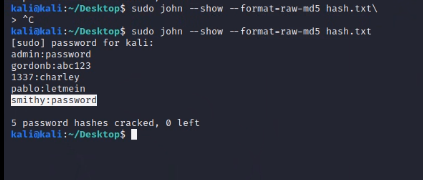 kali@kali:~/Desktop$ sudo john --show --format=raw-md5 hash.txt\
> ^C
kali@kali:~/Desktop$ sudo john --show --format=raw-md5 hash.txt
[sudo] password for kali:
admin:password
gordonb:abc123
1337:charley
pablo:letmein
smithy:password

5 password hashes cracked, 0 left
kali@kali:~/Desktop$